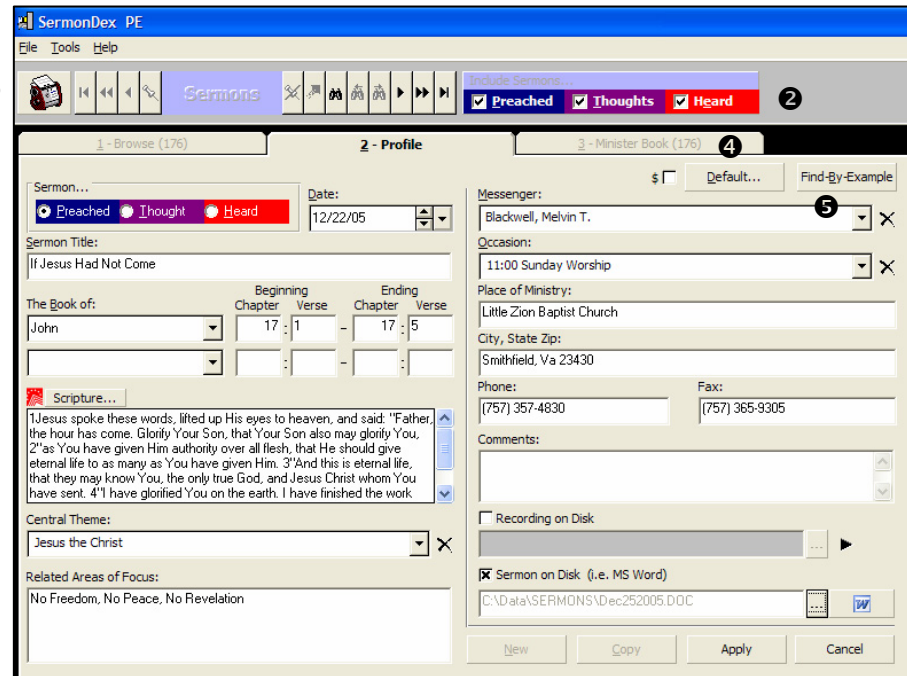 SermonDex PE
File Tools Help
Sermons
Include Sermons...
Preached Thoughts Heard
❷
1 - Browse (176)
2 - Profile
3 - Minister Book (176)
❹
$
Default...
Find-By-Example
❺
Sermon...
Preached Thought Heard
Date:
12/22/05
Sermon Title:
If Jesus Had Not Come
Beginning Ending
The Book of: Chapter Verse Chapter Verse
John 17 : 1 – 17 : 5
: – :
Scripture...
1Jesus spoke these words, lifted up His eyes to heaven, and said: "Father,
the hour has come. Glorify Your Son, that Your Son also may glorify You,
2"as You have given Him authority over all flesh, that He should give
eternal life to as many as You have given Him. 3"And this is eternal life,
that they may know You, the only true God, and Jesus Christ whom You
have sent. 4"I have glorified You on the earth. I have finished the work
Central Theme:
Jesus the Christ
Related Areas of Focus:
No Freedom, No Peace, No Revelation
Messenger:
Blackwell, Melvin T.
Occasion:
11:00 Sunday Worship
Place of Ministry:
Little Zion Baptist Church
City, State Zip:
Smithfield, Va 23430
Phone: Fax:
(757) 357-4830 (757) 365-9305
Comments:
Recording on Disk
...
Sermon on Disk (i.e. MS Word)
C:\Data\SERMONS\Dec252005.DOC
... W
New Copy Apply Cancel